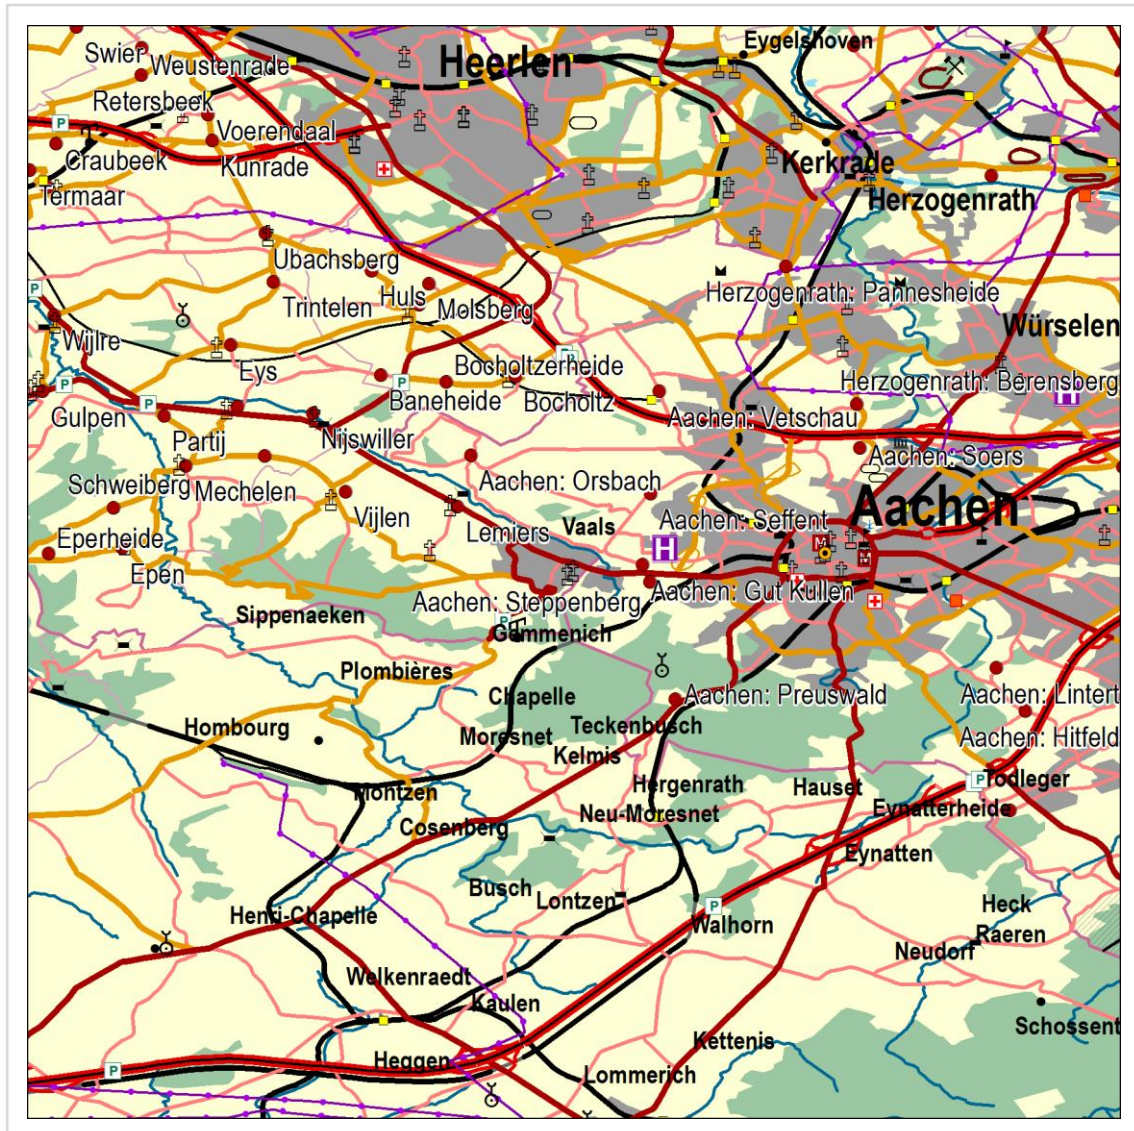 Heerlen
Eygelshoven
Swier
Weustenrade
Retersbeek
Voerendaal
Craubeek
Kunrade
Termaar
Kerkrade
Herzogenrath
Ubachsberg
Trintelen
Huls
Molsberg
Herzogenrath: Pannesheide
Würselen
Wijlre
Eys
Bocholtzerheide
Herzogenrath: Berensberg
Gulpen
Baneheide
Bocholtz
Aachen: Vetschau
Partij
Nijswiller
Aachen: Soers
Schweiberg
Mechelen
Aachen: Orsbach
Aachen
Vijlen
Lemiers
Vaals
Aachen: Seffent
Eperheide
Epen
Aachen: Steppenberg
Aachen: Gut Kullen
Sippenaeken
Gemmenich
Plombières
Chapelle
Aachen: Preuswald
Aachen: Lintert
Hombourg
Moresnet
Teckenbusch
Aachen: Hitfeld
Kelmis
Montzen
Hergenrath
Hauset
Todleger
Cosenberg
Neu-Moresnet
Eynatterheide
Eynatten
Busch
Lontzen
Heck
Henri-Chapelle
Walhorn
Raeren
Neudorf
Welkenraedt
Kaulen
Schossent
Heggen
Kettenis
Lommerich
P
P
P
P
P
P
P
P
P
P
P
H
H